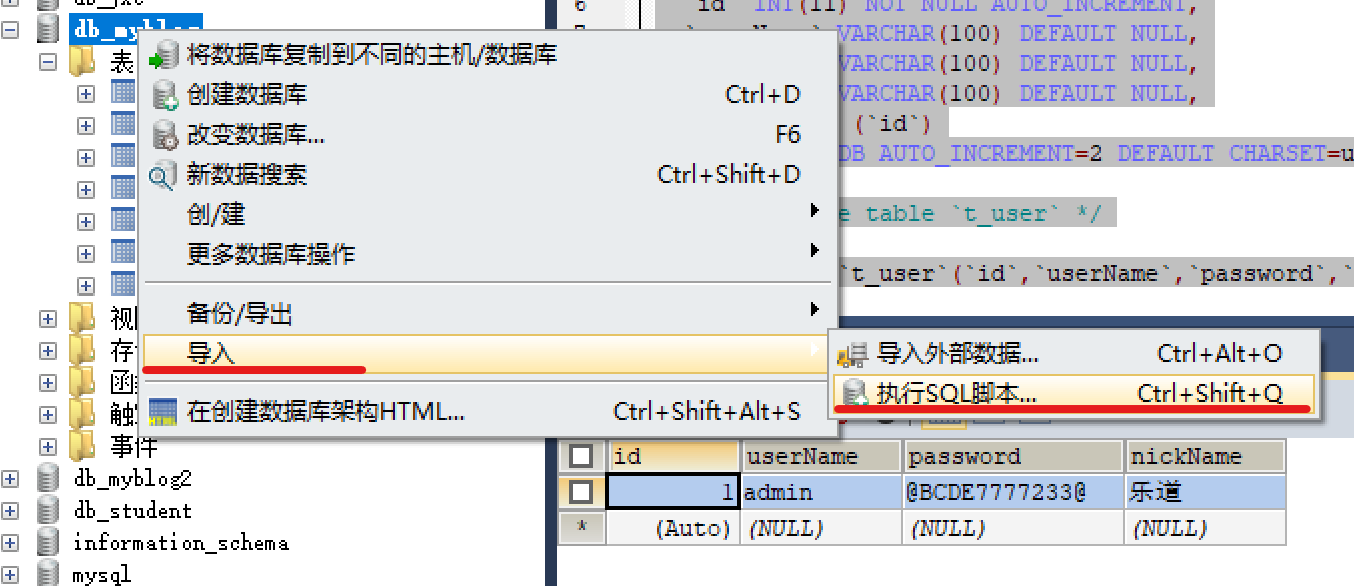 db_myblog
表
视
存
函
触
事件
db_myblog2
db_student
information_schema
mysql
将数据库复制到不同的主机/数据库
创建数据库 Ctrl+D
改变数据库... F6
新数据搜索 Ctrl+Shift+D
创/建
更多数据库操作
备份/导出
导入
在创建数据库架构HTML... Ctrl+Shift+Alt+S
导入外部数据... Ctrl+Alt+O
执行SQL脚本... Ctrl+Shift+Q
6 `id` INT(11) NOT NULL AUTO_INCREMENT,
VARCHAR(100) DEFAULT NULL,
VARCHAR(100) DEFAULT NULL,
VARCHAR(100) DEFAULT NULL,
(`id`)
DB AUTO_INCREMENT=2 DEFAULT CHARSET=u
e table `t_user` */
`t_user`(`id`,`userName`,`password`,`
id userName password nickName
1 admin @BCDE7777233@ 乐道
* (Auto) (NULL) (NULL) (NULL)